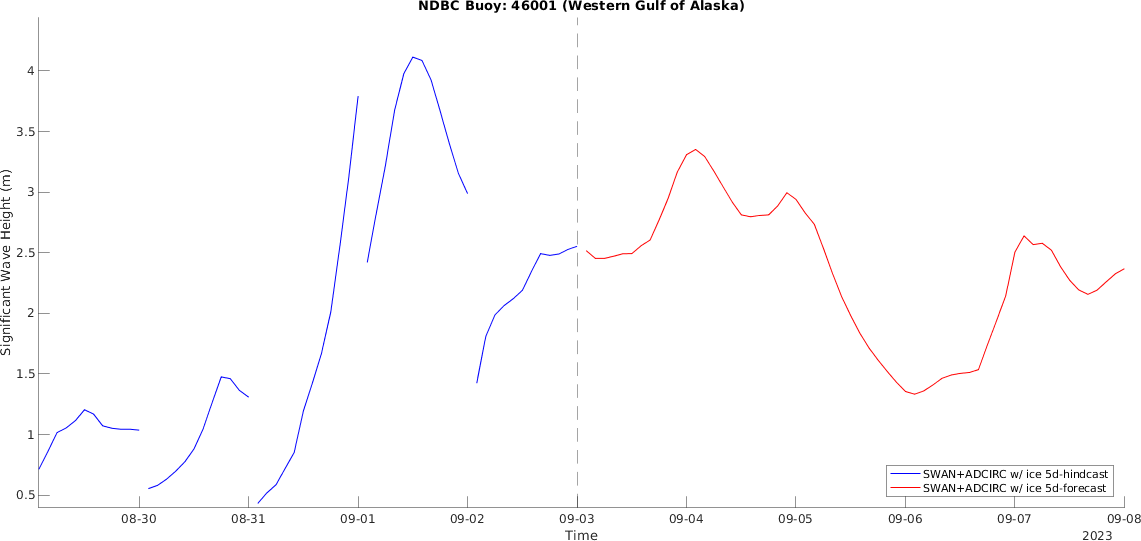 NDBC Buoy: 46001 (Western Gulf of Alaska)
Significant Wave Height (m)
4
3.5
3
2.5
2
1.5
1
0.5
SWAN+ADCIRC w/ ice 5d-hindcast
SWAN+ADCIRC w/ ice 5d-forecast
08-30 08-31 09-01 09-02 09-03 09-04 09-05 09-06 09-07 09-08
Time
2023